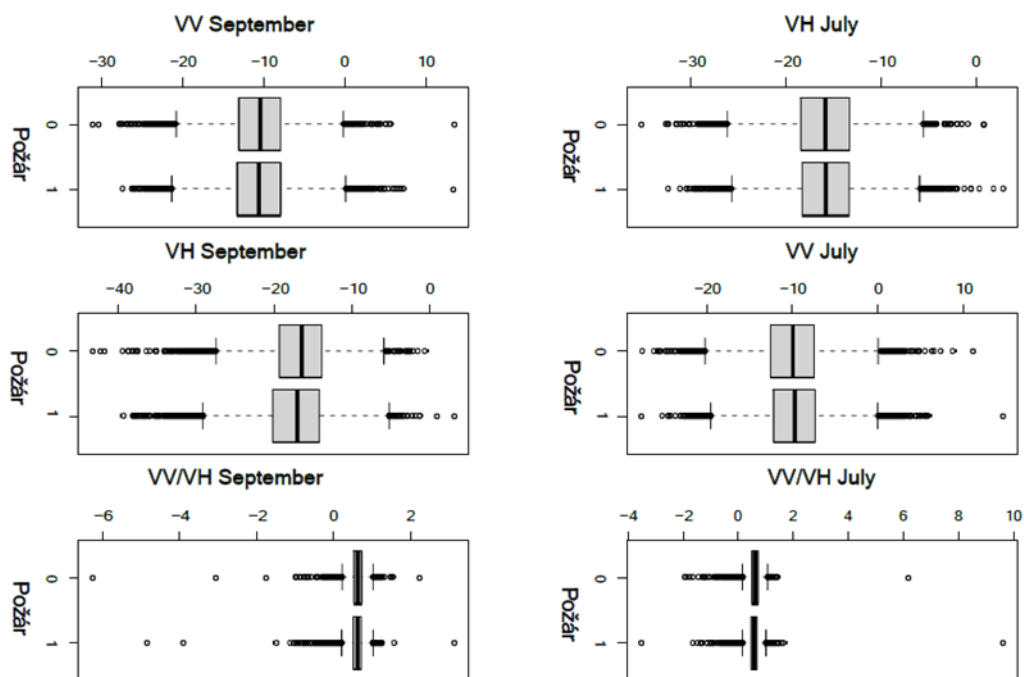 VV September
−30 −20 −10 0 10
Požár
0
1
VH July
−30 −20 −10 0
Požár
0
1
VH September
−40 −30 −20 −10 0
Požár
0
1
VV July
−20 −10 0 10
Požár
0
1
VV/VH September
−6 −4 −2 0 2
Požár
0
1
VV/VH July
−4 −2 0 2 4 6 8 10
Požár
0
1